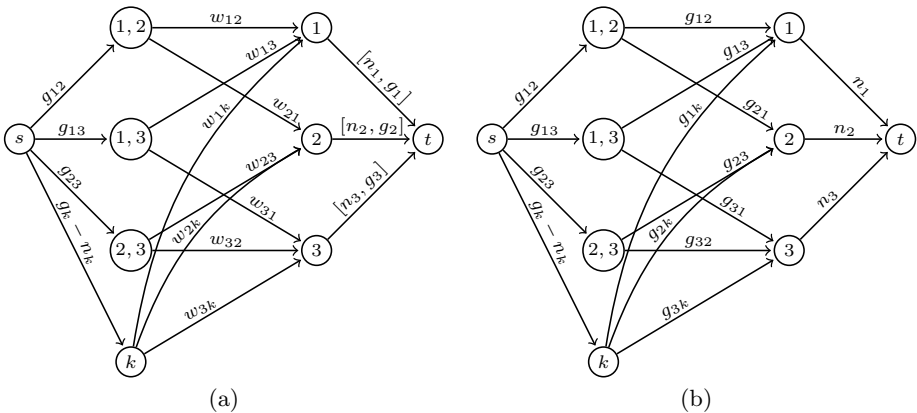 1, 2
w12
1
g12
w13
[n1, g1]
w1k
w21
s
g13
1, 3
2
[n2, g2]
t
g23
w23
gk − nk
w2k
w31
[n3, g3]
2, 3
w32
3
w3k
k
(a)
1, 2
g12
1
g12
g13
n1
g1k
g21
s
g13
1, 3
2
n2
t
g23
g23
gk − nk
g2k
g31
n3
2, 3
g32
3
g3k
k
(b)